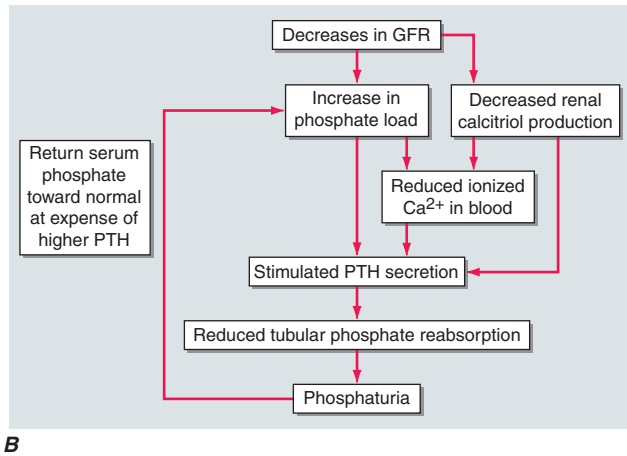 Decreases in GFR
Increase in
phosphate load
Decreased renal
calcitriol production
Return serum
phosphate
toward normal
at expense of
higher PTH
Reduced ionized
Ca2+ in blood
Stimulated PTH secretion
Reduced tubular phosphate reabsorption
Phosphaturia
B